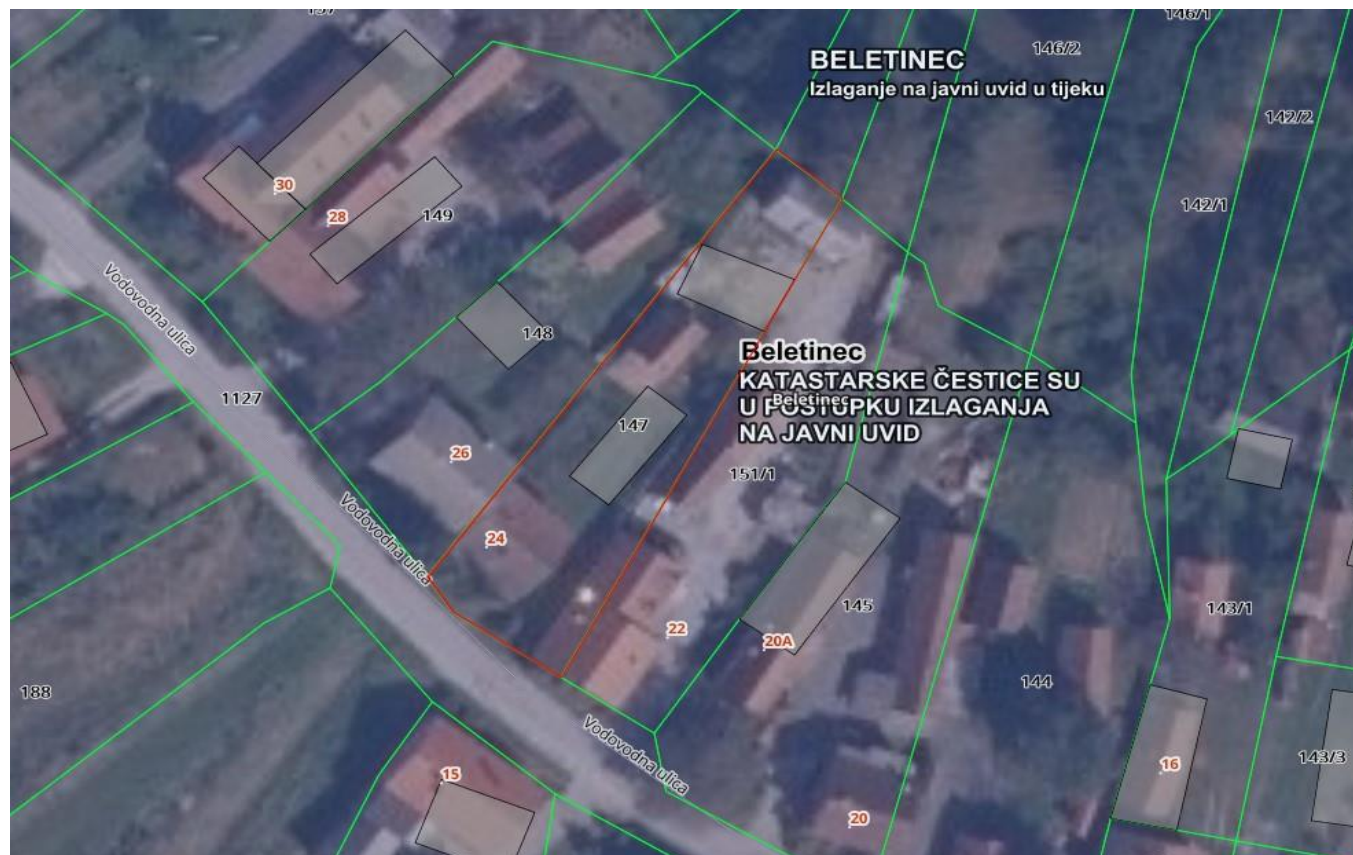 146/1
146/2
BELETINEC
Izlaganje na javni uvid u tijeku
142/2
30
28
149
142/1
Vodovodna ulica
148
Beletinec
KATASTARSKE ČESTICE SU
Beletinec
U POSTUPKU IZLAGANJA
NA JAVNI UVID
1127
147
26
151/1
Vodovodna ulica
24
145
143/1
22
20A
144
188
Vodovodna ulica
15
16
143/3
20